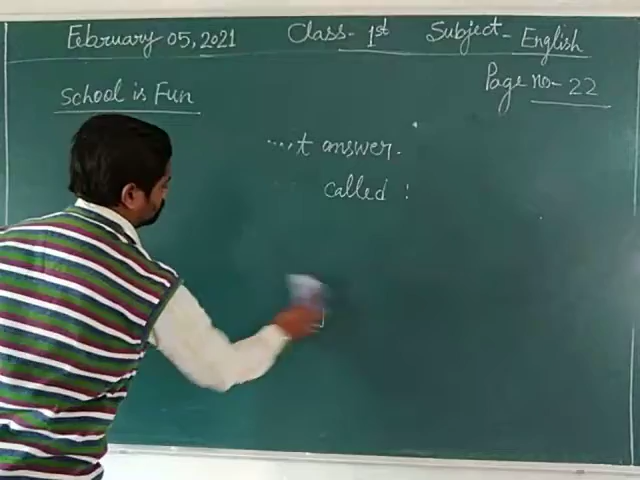 February 05, 2021 Class- 1st Subject- English
Page no- 22
School is Fun
answer.
called :